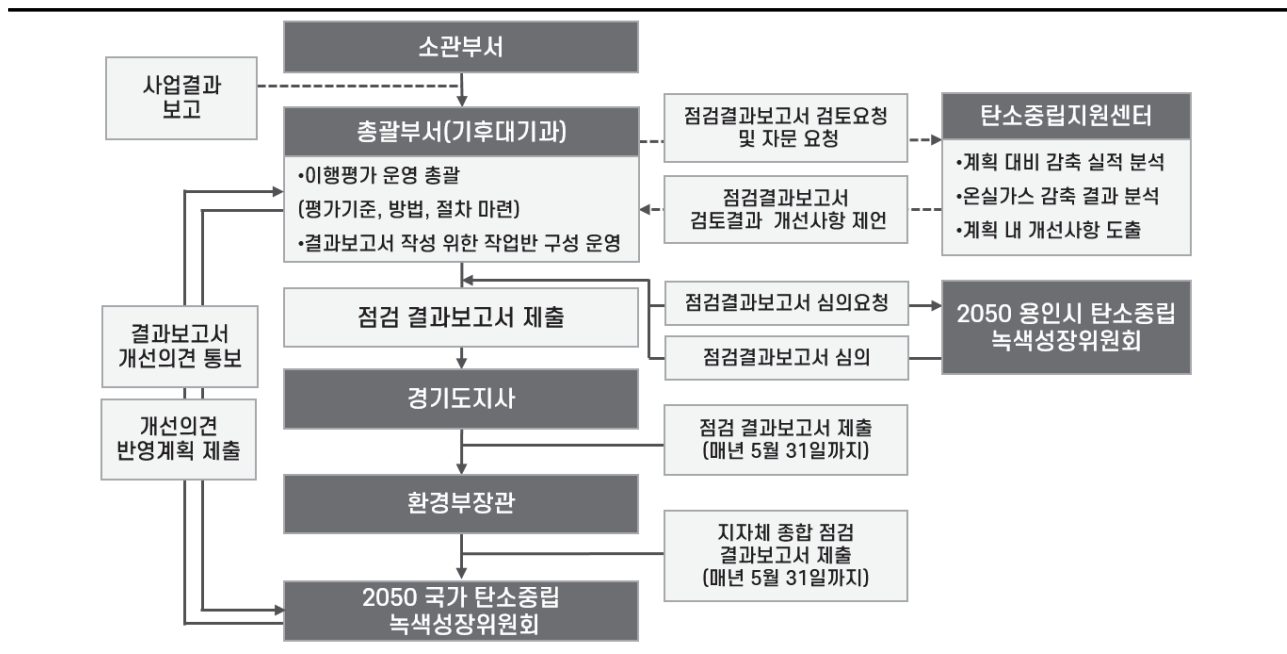 소관부서
사업결과
보고
총괄부서(기후대기과)
•이행평가 운영 총괄
(평가기준, 방법, 절차 마련)
•결과보고서 작성 위한 작업반 구성 운영
점검결과보고서 검토요청
및 자문 요청
점검결과보고서
검토결과 개선사항 제언
탄소중립지원센터
•계획 대비 감축 실적 분석
•온실가스 감축 결과 분석
•계획 내 개선사항 도출
점검 결과보고서 제출
점검결과보고서 심의요청
점검결과보고서 심의
2050 용인시 탄소중립
녹색성장위원회
결과보고서
개선의견 통보
개선의견
반영계획 제출
경기도지사
점검 결과보고서 제출
(매년 5월 31일까지)
환경부장관
지자체 종합 점검
결과보고서 제출
(매년 5월 31일까지)
2050 국가 탄소중립
녹색성장위원회